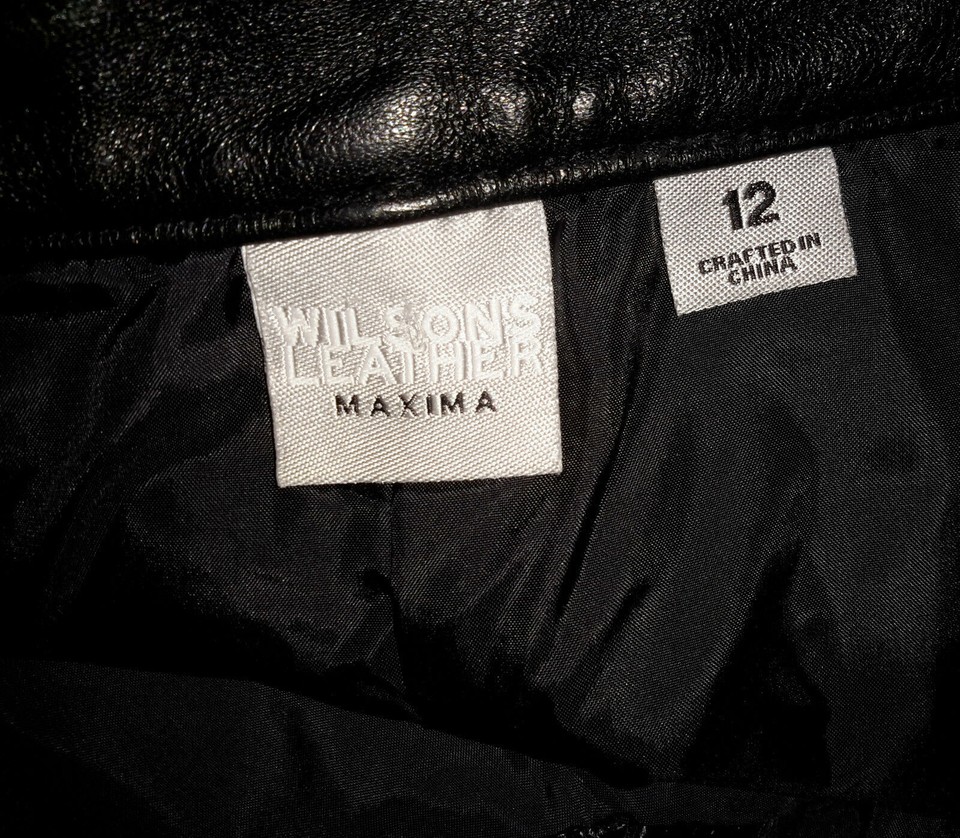 WILSONS
LEATHER
MAXIMA
12
CRAFTED IN
CHINA